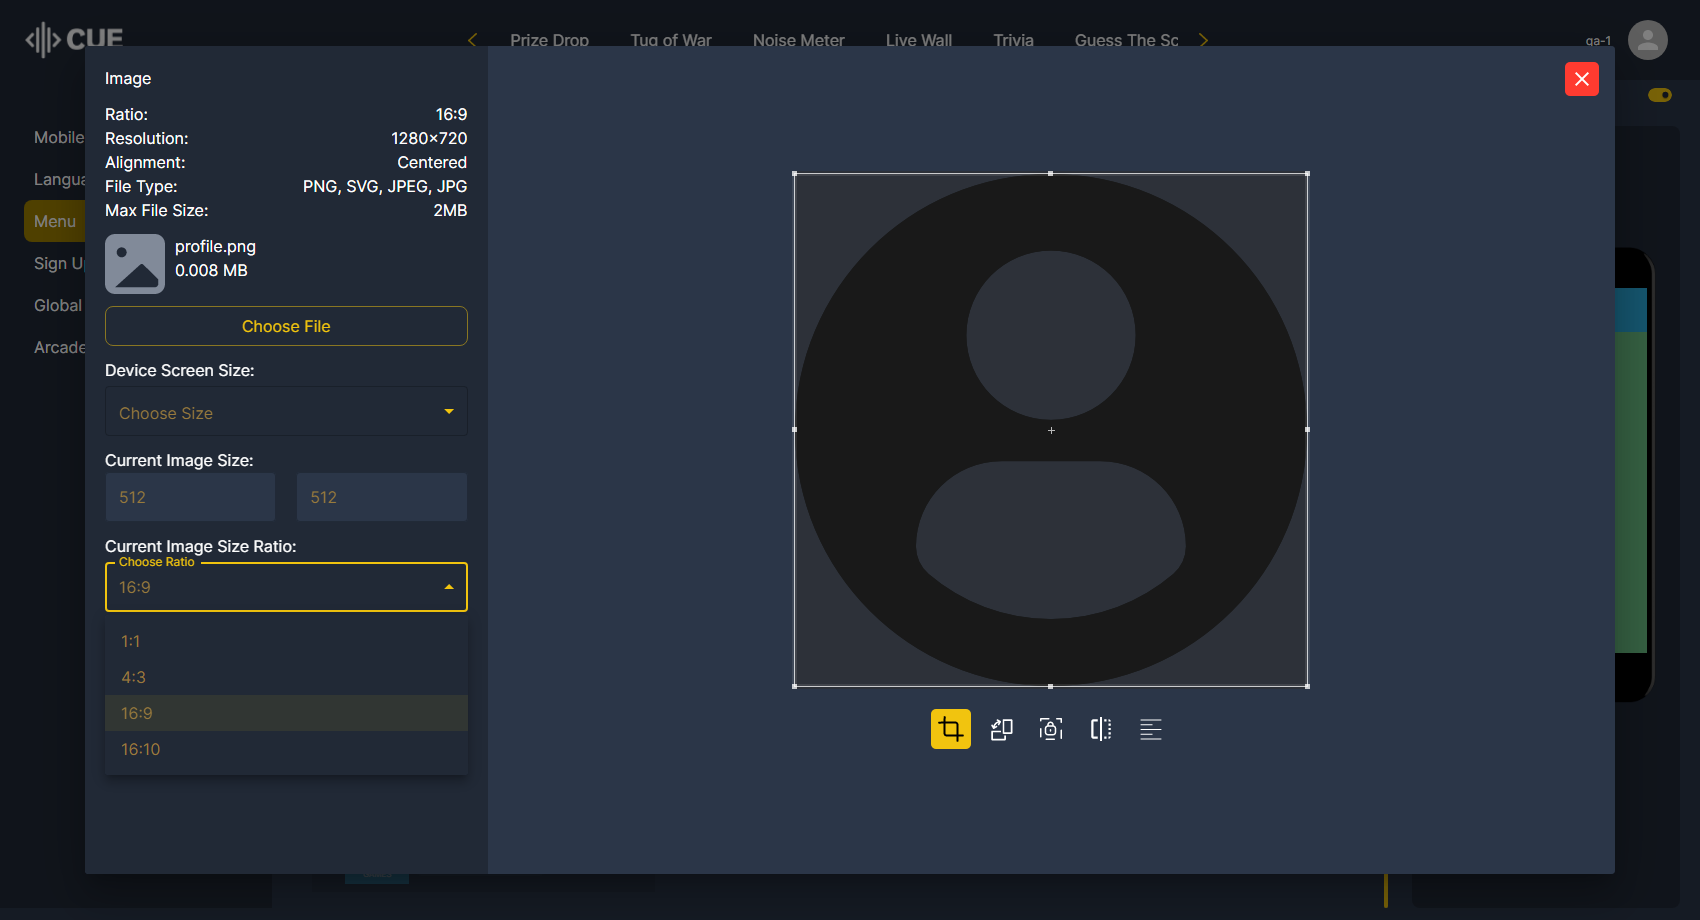 CUE
Prize Drop
Tug of War
Noise Meter
Live Wall
Trivia
Guess The Sc
qa-1
Mobile
Langua
Menu
Sign U
Global
Arcade
Image
Ratio: 16:9
Resolution: 1280×720
Alignment: Centered
File Type: PNG, SVG, JPEG, JPG
Max File Size: 2MB
profile.png
0.008 MB
Choose File
Device Screen Size:
Choose Size
Current Image Size:
512 512
Current Image Size Ratio:
Choose Ratio
16:9
1:1
4:3
16:9
16:10